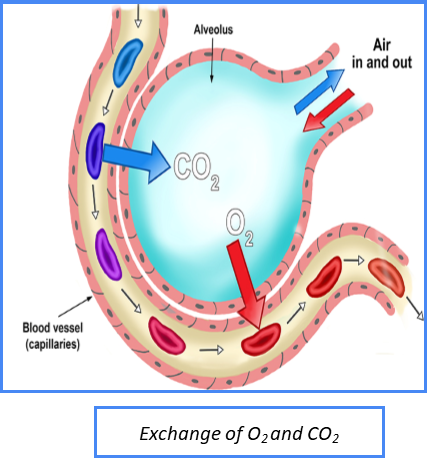 Alveolus
Air
in and out
CO₂
O₂
Blood vessel
(capillaries)
Exchange of O₂ and CO₂